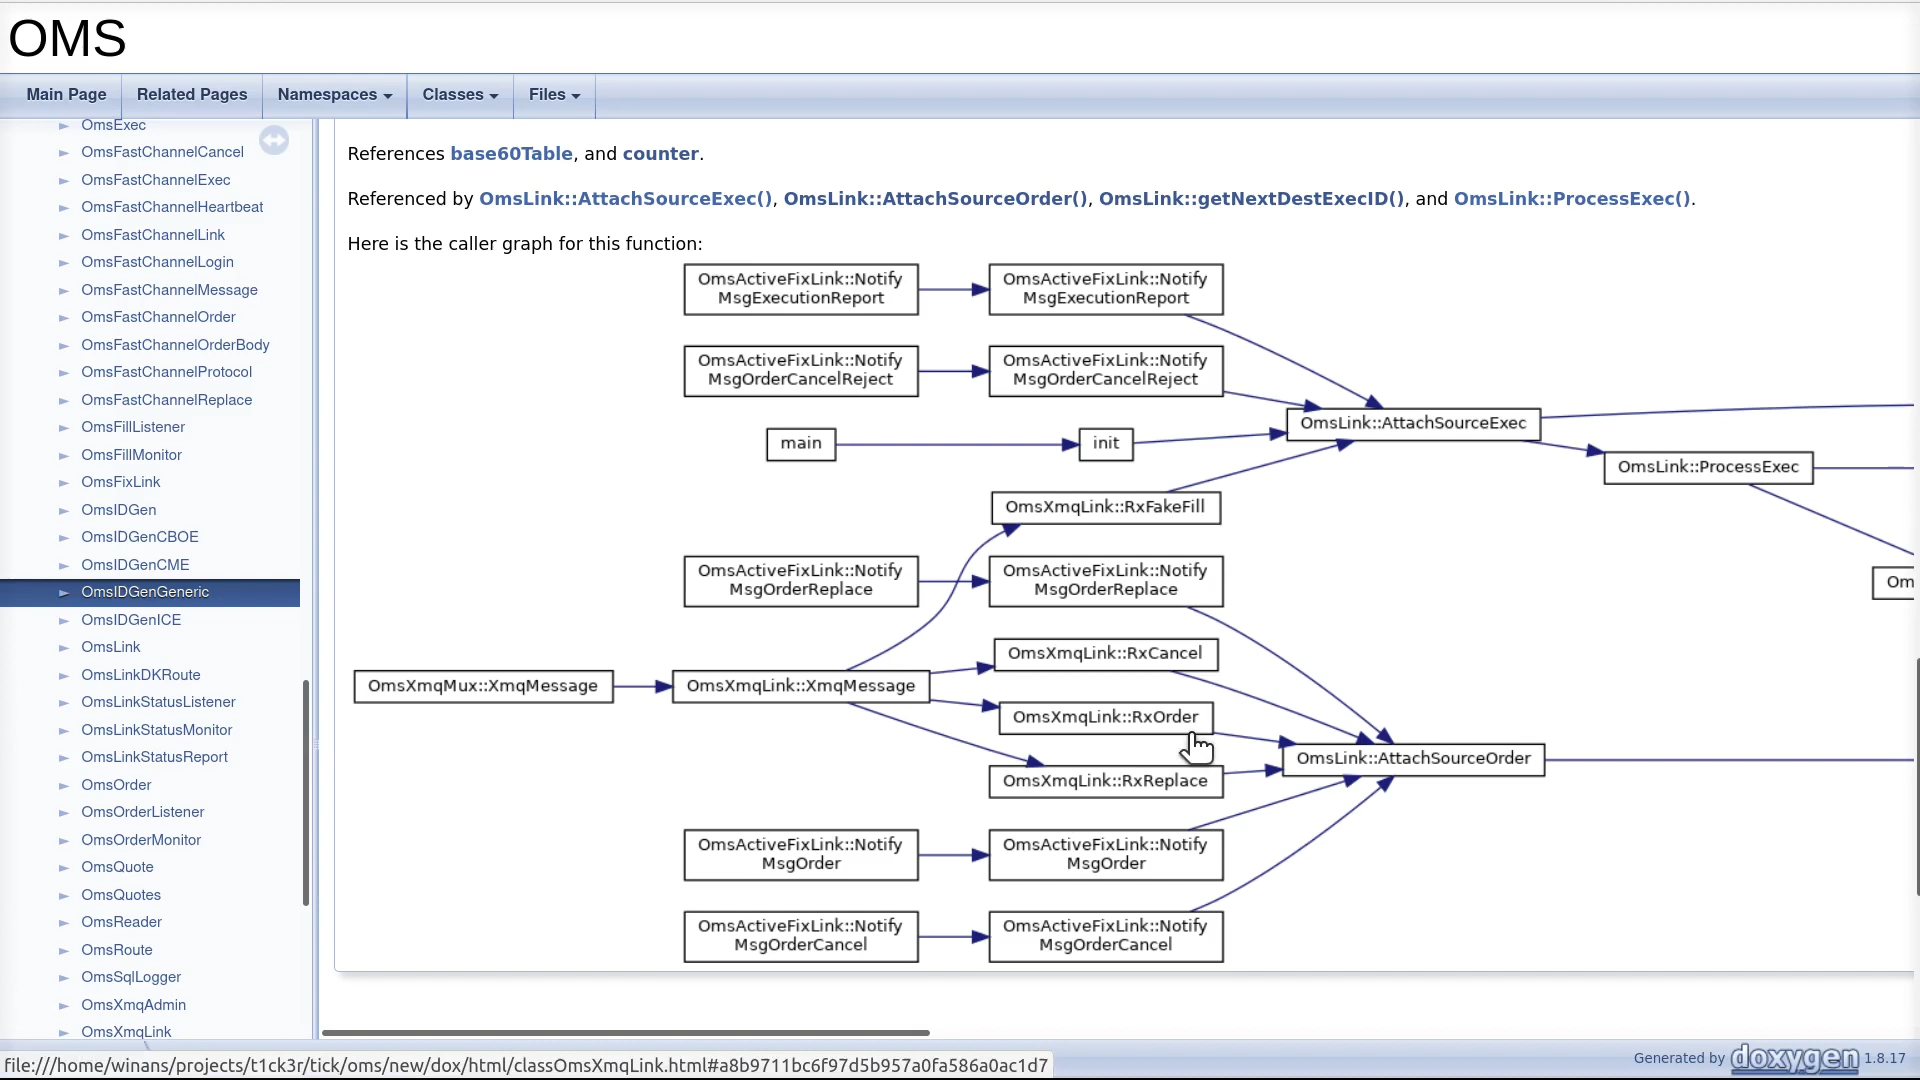 OMS
Main Page
Related Pages
Namespaces
Classes
Files
OmsExec
OmsFastChannelCancel
OmsFastChannelExec
OmsFastChannelHeartbeat
OmsFastChannelLink
OmsFastChannelLogin
OmsFastChannelMessage
OmsFastChannelOrder
OmsFastChannelOrderBody
OmsFastChannelProtocol
OmsFastChannelReplace
OmsFillListener
OmsFillMonitor
OmsFixLink
OmsIDGen
OmsIDGenCBOE
OmsIDGenCME
OmsIDGenGeneric
OmsIDGenICE
OmsLink
OmsLinkDKRoute
OmsLinkStatusListener
OmsLinkStatusMonitor
OmsLinkStatusReport
OmsOrder
OmsOrderListener
OmsOrderMonitor
OmsQuote
OmsQuotes
OmsReader
OmsRoute
OmsSqlLogger
OmsXmqAdmin
OmsXmqLink
References base60Table, and counter.
Referenced by OmsLink::AttachSourceExec(), OmsLink::AttachSourceOrder(), OmsLink::getNextDestExecID(), and OmsLink::ProcessExec().
Here is the caller graph for this function:
OmsActiveFixLink::Notify
MsgExecutionReport
OmsActiveFixLink::Notify
MsgExecutionReport
OmsActiveFixLink::Notify
MsgOrderCancelReject
OmsActiveFixLink::Notify
MsgOrderCancelReject
OmsLink::AttachSourceExec
main
init
OmsLink::ProcessExec
OmsXmqLink::RxFakeFill
OmsActiveFixLink::Notify
MsgOrderReplace
OmsActiveFixLink::Notify
MsgOrderReplace
Om
OmsXmqLink::RxCancel
OmsXmqMux::XmqMessage
OmsXmqLink::XmqMessage
OmsXmqLink::RxOrder
OmsLink::AttachSourceOrder
OmsXmqLink::RxReplace
OmsActiveFixLink::Notify
MsgOrder
OmsActiveFixLink::Notify
MsgOrder
OmsActiveFixLink::Notify
MsgOrderCancel
OmsActiveFixLink::Notify
MsgOrderCancel
file:///home/winans/projects/t1ck3r/tick/oms/new/dox/html/classOmsXmqLink.html#a8b9711bc6f97d5b957a0fa586a0ac1d7
Generated by doxygen 1.8.17